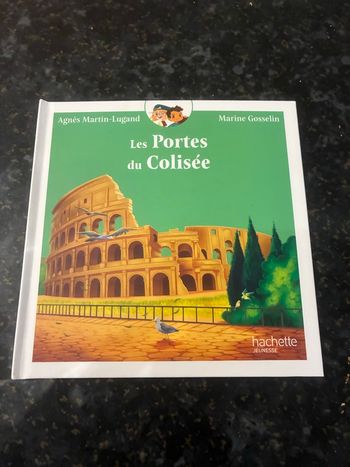 Agnès Martin-Lugand
Marine Gosselin
Les Portes
du Colisée
hachette
JEUNESSE